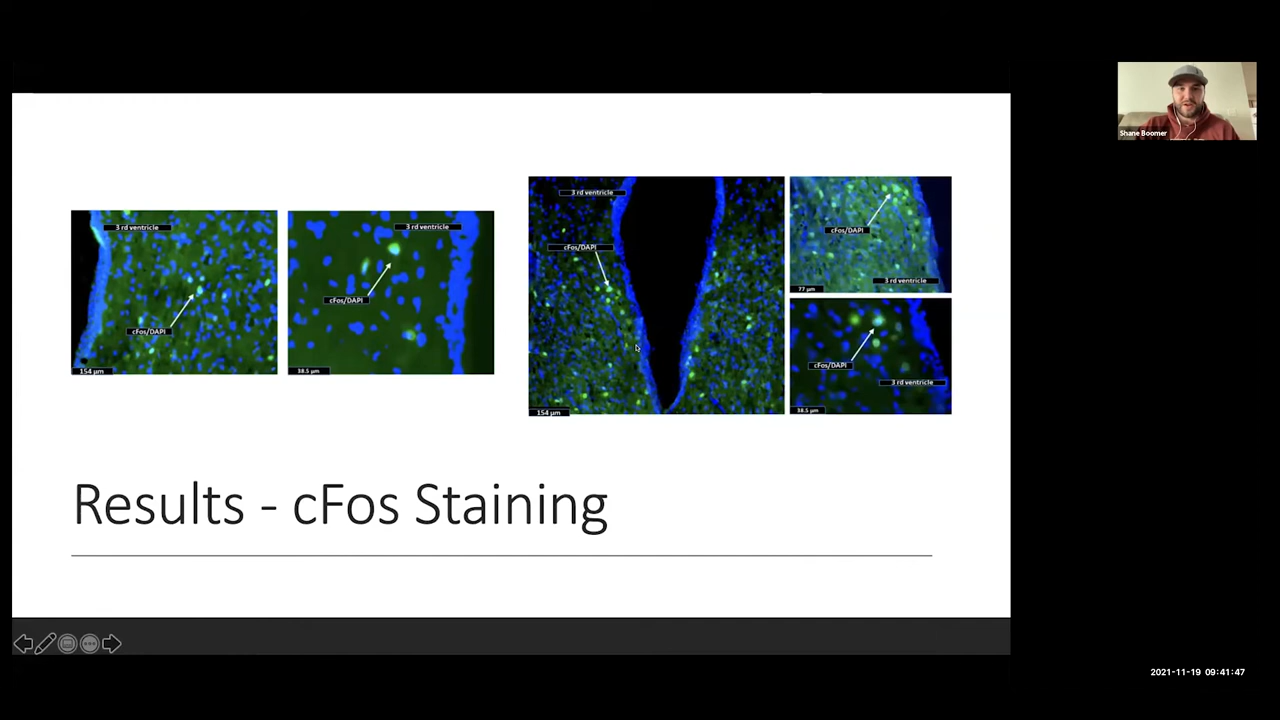 3 rd ventricle
cFos/DAPI
154 µm
3 rd ventricle
cFos/DAPI
38.5 µm
3 rd ventricle
cFos/DAPI
154 µm
cFos/DAPI
3 rd ventricle
77 µm
cFos/DAPI
3 rd ventricle
38.5 µm
Results - cFos Staining
Shane Boomer
2021-11-19 09:41:47